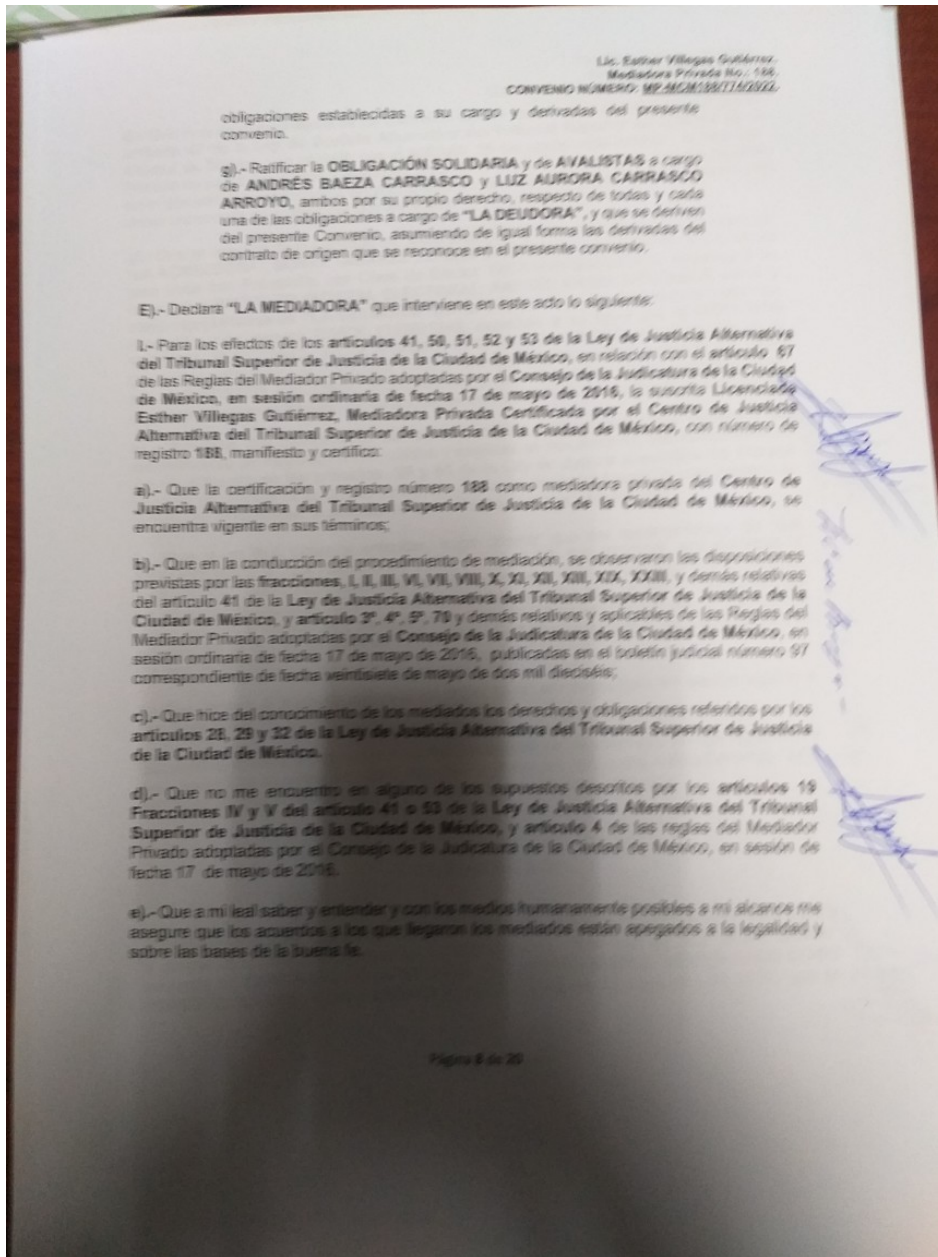 Lic. Esther Villegas Gutiérrez.
Mediadora Privada No.: 188.
CONVENIO NÚMERO:
obligaciones establecidas a su cargo y derivadas del presente
convenio.
g).- Ratificar la OBLIGACIÓN SOLIDARIA y de AVALISTAS a cargo
de ANDRÉS BAEZA CARRASCO y LUZ AURORA CARRASCO
ARROYO, ambos por su propio derecho, respecto de todas y cada
una de las obligaciones a cargo de "LA DEUDORA", y que se deriven
del presente Convenio, asumiendo de igual forma las derivadas del
contrato de origen que se reconoce en el presente convenio.
E).- Declara "LA MEDIADORA" que interviene en este acto lo siguiente:
I.- Para los efectos de los artículos 41, 50, 51, 52 y 53 de la Ley de Justicia Alternativa
del Tribunal Superior de Justicia de la Ciudad de México, en relación con el artículo 67
de las Reglas del Mediador Privado adoptadas por el Consejo de la Judicatura de la Ciudad
de México, en sesión ordinaria de fecha 17 de mayo de 2016, la suscrita Licenciada
Esther Villegas Gutiérrez, Mediadora Privada Certificada por el Centro de Justicia
Alternativa del Tribunal Superior de Justicia de la Ciudad de México, con número de
registro 188, manifiesto y certifico:
a).- Que la certificación y registro número 188 como mediadora privada del Centro de
Justicia Alternativa del Tribunal Superior de Justicia de la Ciudad de México, se
encuentra vigente en sus términos;
b).- Que en la conducción del procedimiento de mediación, se observaron las disposiciones
previstas por las fracciones, I, II, III, VI, VII, VIII, X, XI, XII, XIII, XIX, XXIII, y demás relativas
del artículo 41 de la Ley de Justicia Alternativa del Tribunal Superior de Justicia de la
Ciudad de México, y artículo 3º, 4º, 5º, 70 y demás relativos y aplicables de las Reglas del
Mediador Privado adoptadas por el Consejo de la Judicatura de la Ciudad de México, en
sesión ordinaria de fecha 17 de mayo de 2016, publicadas en el boletín judicial número 97
correspondiente de fecha veintisiete de mayo de dos mil dieciséis;
c).- Que hice del conocimiento de los mediados los derechos y obligaciones referidos por los
artículos 28, 29 y 32 de la Ley de Justicia Alternativa del Tribunal Superior de Justicia
de la Ciudad de México.
d).- Que no me encuentro en alguno de los supuestos descritos por los artículos 19
Fracciones IV y V del artículo 41 o 53 de la Ley de Justicia Alternativa del Tribunal
Superior de Justicia de la Ciudad de México, y artículo 4 de las reglas del Mediador
Privado adoptadas por el Consejo de la Judicatura de la Ciudad de México, en sesión de
fecha 17 de mayo de 2016.
e).- Que a mi leal saber y entender y con los medios humanamente posibles a mi alcance me
asegure que los acuerdos a los que llegaron los mediados están apegados a la legalidad y
sobre las bases de la buena fe.
Página 8 de 20